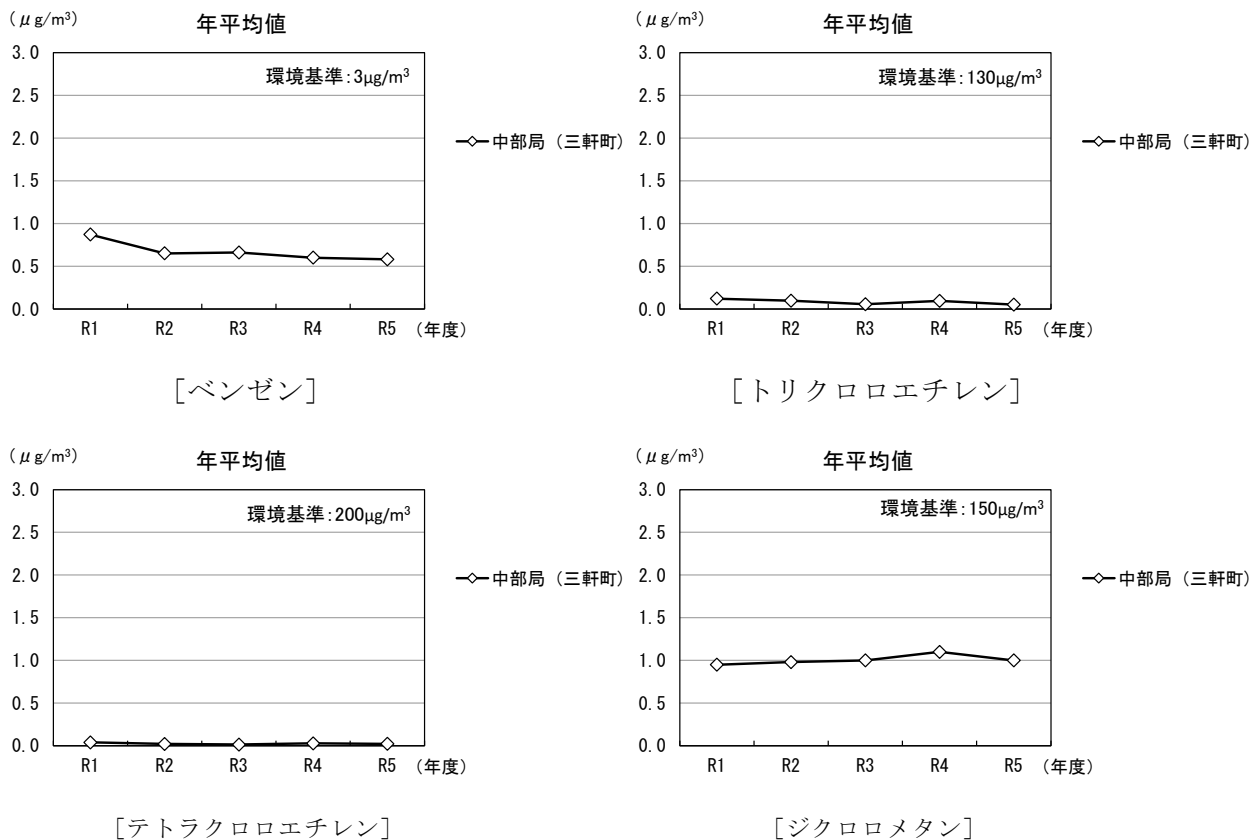 (μg/m³)
年平均値
3.0
2.5
2.0
1.5
1.0
0.5
0.0
環境基準:3μg/m³
中部局(三軒町)
R1 R2 R3 R4 R5 (年度)
[ベンゼン]
(μg/m³)
年平均値
3.0
2.5
2.0
1.5
1.0
0.5
0.0
環境基準:130μg/m³
中部局(三軒町)
R1 R2 R3 R4 R5 (年度)
[トリクロロエチレン]
(μg/m³)
年平均値
3.0
2.5
2.0
1.5
1.0
0.5
0.0
環境基準:200μg/m³
中部局(三軒町)
R1 R2 R3 R4 R5 (年度)
[テトラクロロエチレン]
(μg/m³)
年平均値
3.0
2.5
2.0
1.5
1.0
0.5
0.0
環境基準:150μg/m³
中部局(三軒町)
R1 R2 R3 R4 R5 (年度)
[ジクロロメタン]